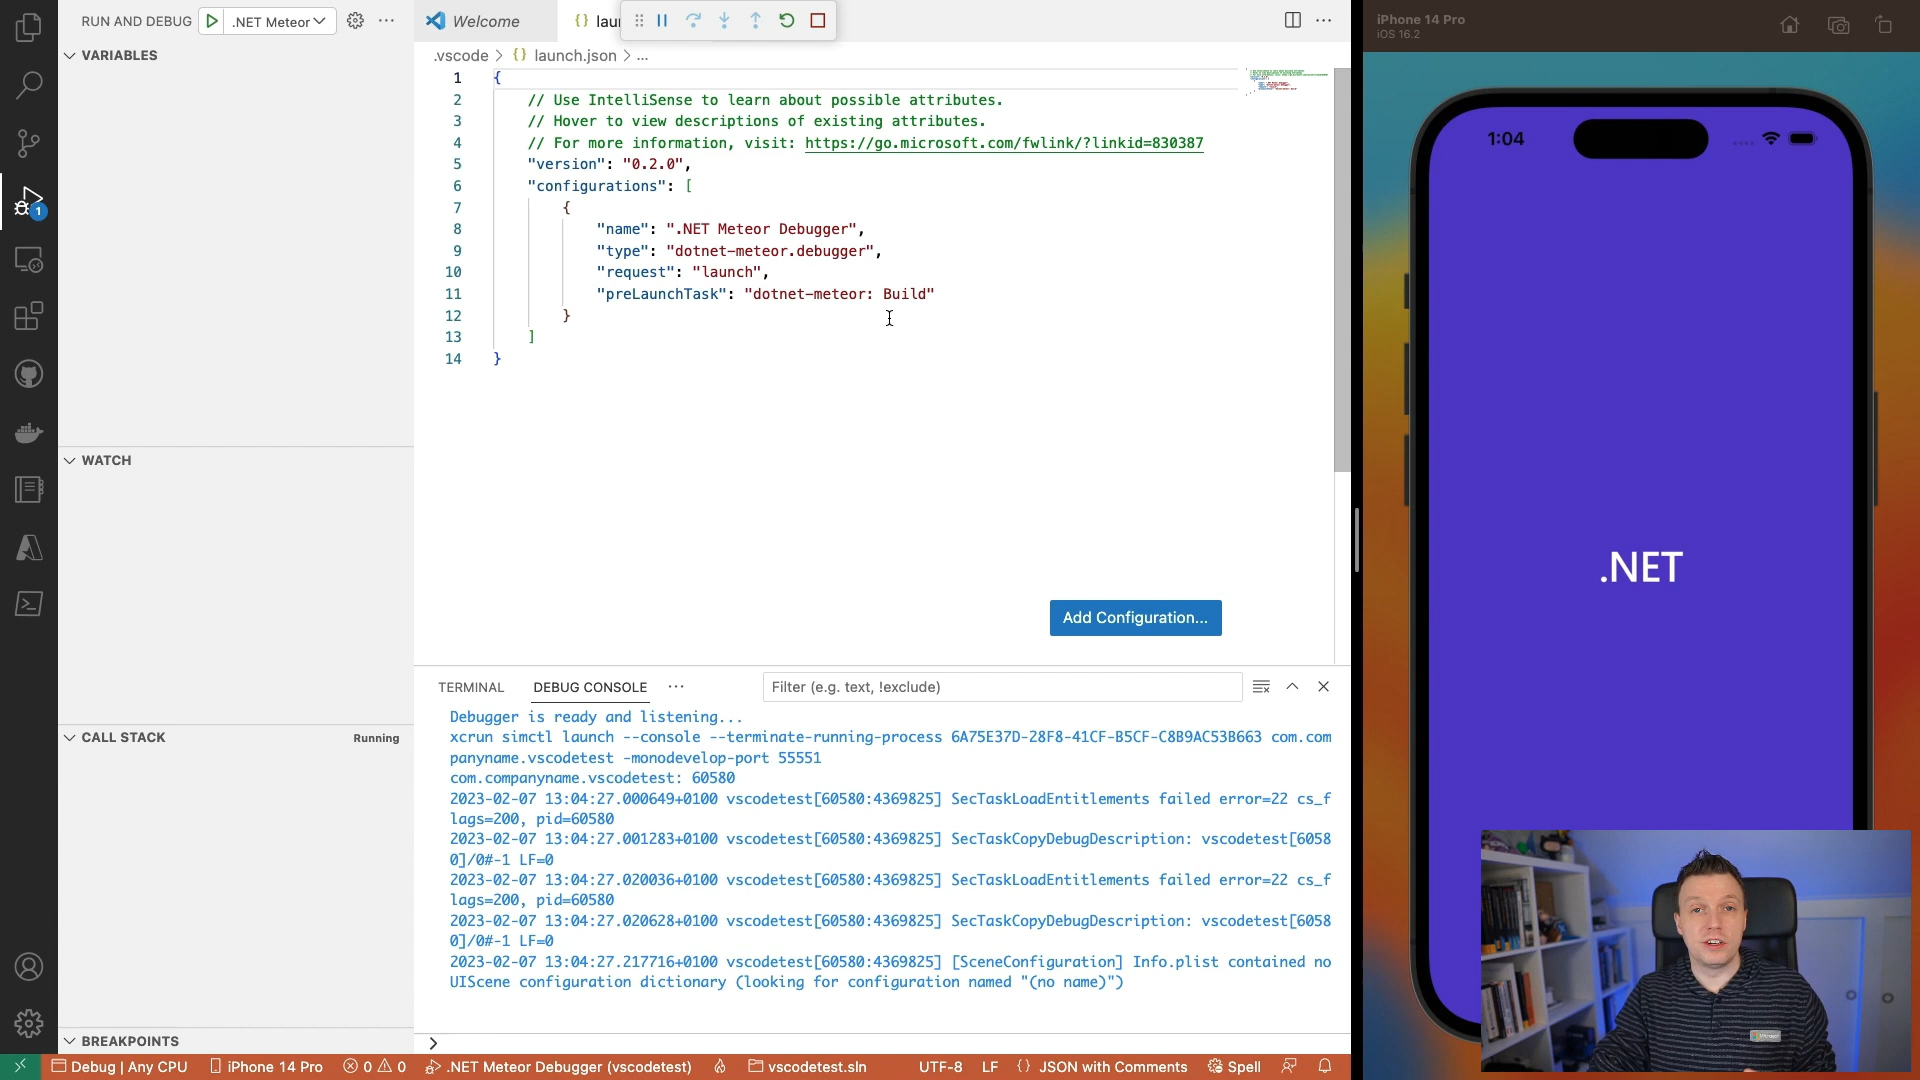 RUN AND DEBUG
.NET Meteor
VARIABLES
WATCH
CALL STACK
Running
BREAKPOINTS
1
Welcome
lau
.vscode > {} launch.json > ...
1 {
2 // Use IntelliSense to learn about possible attributes.
3 // Hover to view descriptions of existing attributes.
4 // For more information, visit: https://go.microsoft.com/fwlink/?linkid=830387
5 "version": "0.2.0",
6 "configurations": [
7 {
8 "name": ".NET Meteor Debugger",
9 "type": "dotnet-meteor.debugger",
10 "request": "launch",
11 "preLaunchTask": "dotnet-meteor: Build"
12 }
13 ]
14 }
Add Configuration...
TERMINAL
DEBUG CONSOLE
Filter (e.g. text, !exclude)
Debugger is ready and listening...
xcrun simctl launch --console --terminate-running-process 6A75E37D-28F8-41CF-B5CF-C8B9AC53B663 com.com
panyname.vscodetest -monodevelop-port 55551
com.companyname.vscodetest: 60580
2023-02-07 13:04:27.000649+0100 vscodetest[60580:4369825] SecTaskLoadEntitlements failed error=22 cs_f
lags=200, pid=60580
2023-02-07 13:04:27.001283+0100 vscodetest[60580:4369825] SecTaskCopyDebugDescription: vscodetest[6058
0]/0#-1 LF=0
2023-02-07 13:04:27.020036+0100 vscodetest[60580:4369825] SecTaskLoadEntitlements failed error=22 cs_f
lags=200, pid=60580
2023-02-07 13:04:27.020628+0100 vscodetest[60580:4369825] SecTaskCopyDebugDescription: vscodetest[6058
0]/0#-1 LF=0
2023-02-07 13:04:27.217716+0100 vscodetest[60580:4369825] [SceneConfiguration] Info.plist contained no
UIScene configuration dictionary (looking for configuration named "(no name)")
>
Debug | Any CPU
iPhone 14 Pro
0
0
.NET Meteor Debugger (vscodetest)
vscodetest.sln
UTF-8
LF
{} JSON with Comments
Spell
iPhone 14 Pro
iOS 16.2
1:04
.NET